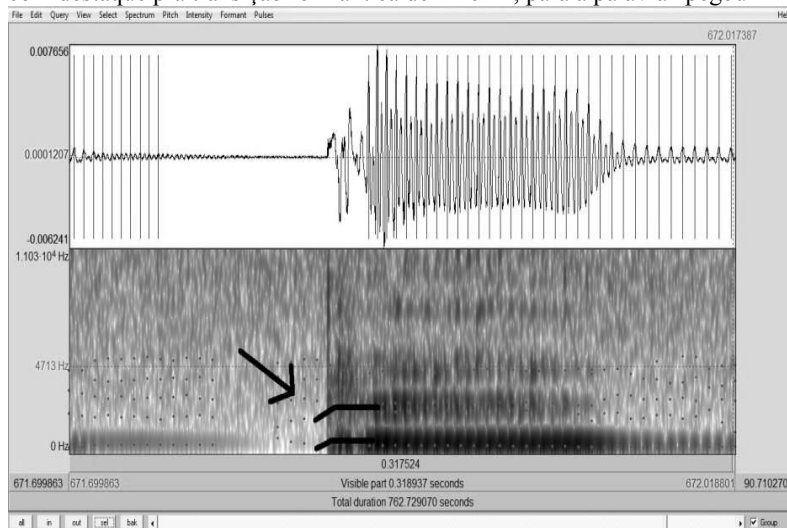 File Edit Query View Select Spectrum Pitch Intensity Formant Pulses Hel
672.017387
0.007656
0.0001207
-0.006241
1.103·10⁴ Hz
4713 Hz
0 Hz
0.317524
671.699863 671.699863 Visible part 0.318937 seconds 672.018801 90.710270
Total duration 762.729070 seconds
all in out sel bak Group